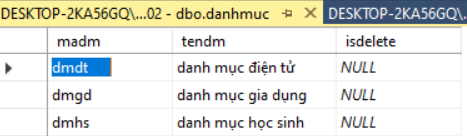 DESKTOP-2KA56GQ\...02 - dbo.danhmuc DESKTOP-2KA56GQ\
madm tendm isdelete
dmdt danh mục điện tử NULL
dmgd danh mục gia dụng NULL
dmhs danh mục học sinh NULL